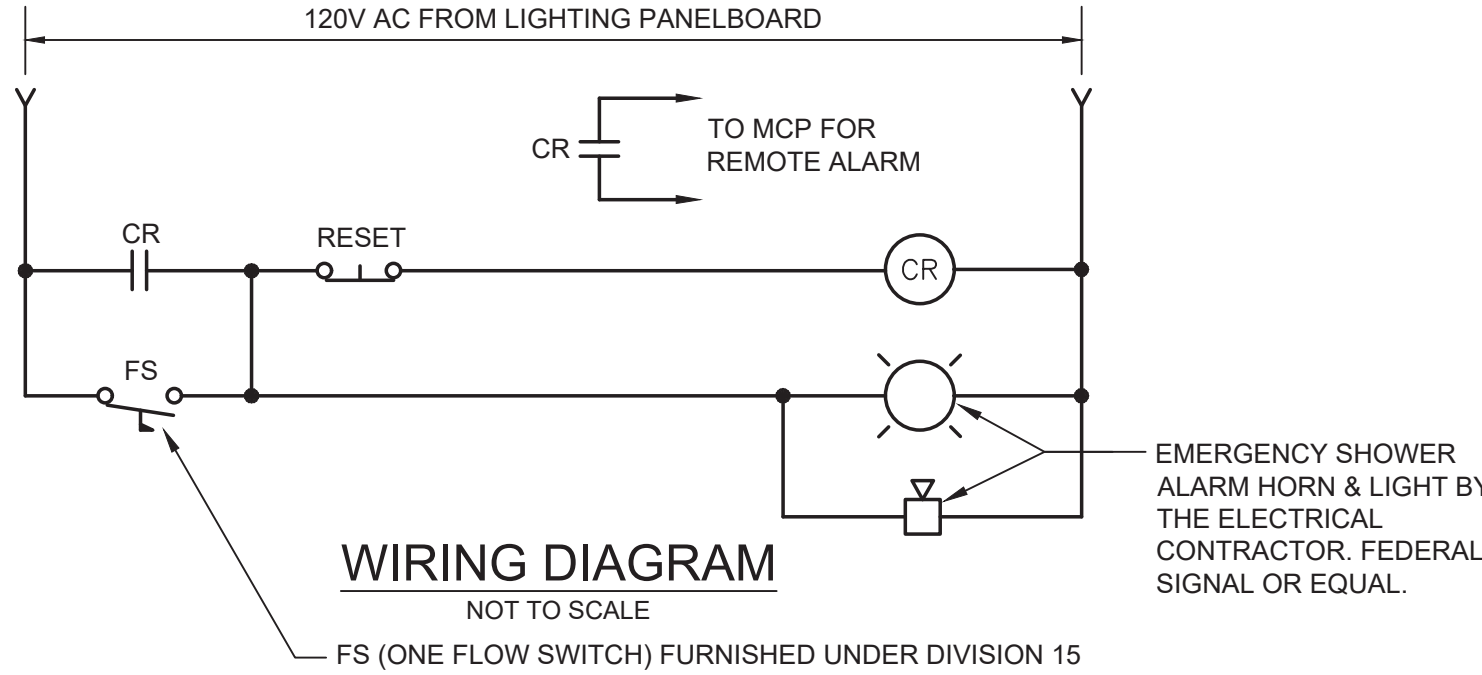 120V AC FROM LIGHTING PANELBOARD
CR
TO MCP FOR
REMOTE ALARM
CR
RESET
CR
FS
EMERGENCY SHOWER
ALARM HORN & LIGHT BY
THE ELECTRICAL
CONTRACTOR. FEDERAL
SIGNAL OR EQUAL.
WIRING DIAGRAM
NOT TO SCALE
FS (ONE FLOW SWITCH) FURNISHED UNDER DIVISION 15